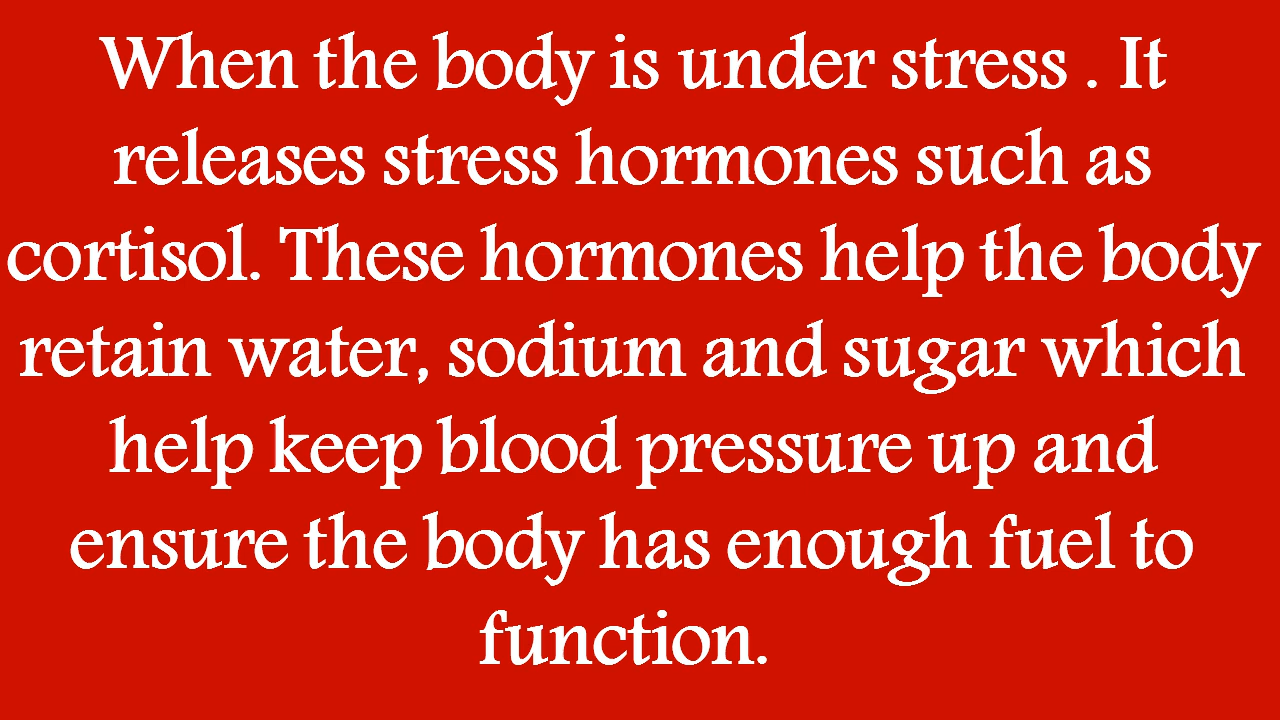 When the body is under stress . It
releases stress hormones such as
cortisol. These hormones help the body
retain water, sodium and sugar which
help keep blood pressure up and
ensure the body has enough fuel to
function.